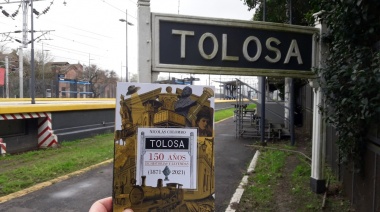 TOLOSA
NICOLÁS COLOMBO
TOLOSA
150 AÑOS
(1871-2021)